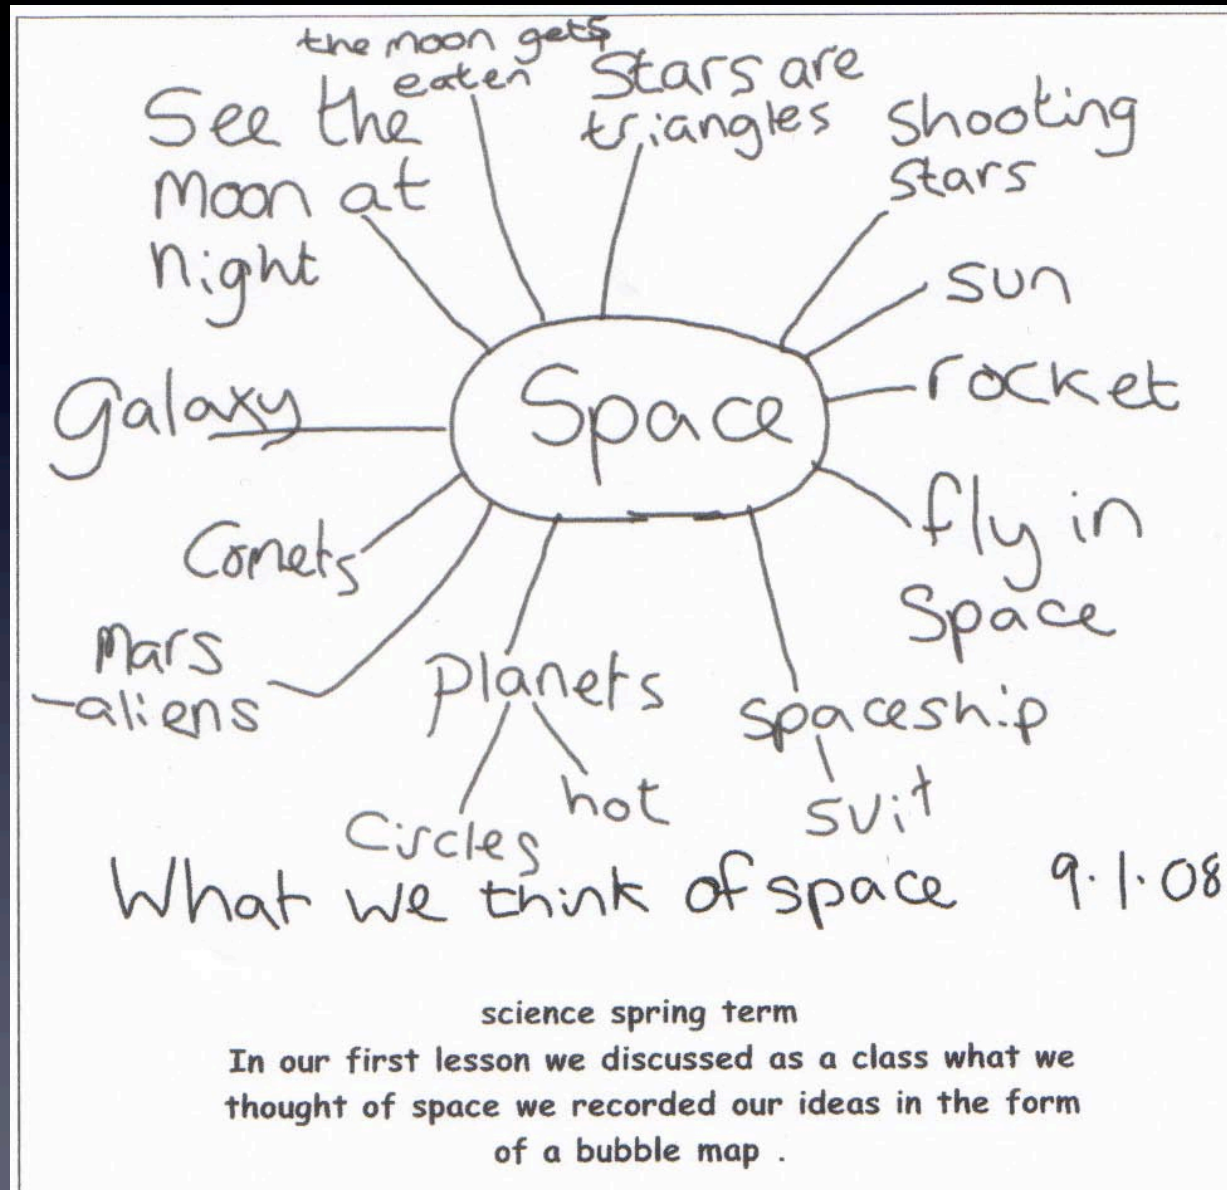 the moon gets
eaten
Stars are
triangles
shooting
stars
See the
Moon at
night
sun
rocket
Galaxy
Space
fly in
Space
Comets
Mars
-aliens
Planets
Circles
hot
spaceship
suit
What we think of space 9.1.08
science spring term
In our first lesson we discussed as a class what we
thought of space we recorded our ideas in the form
of a bubble map .